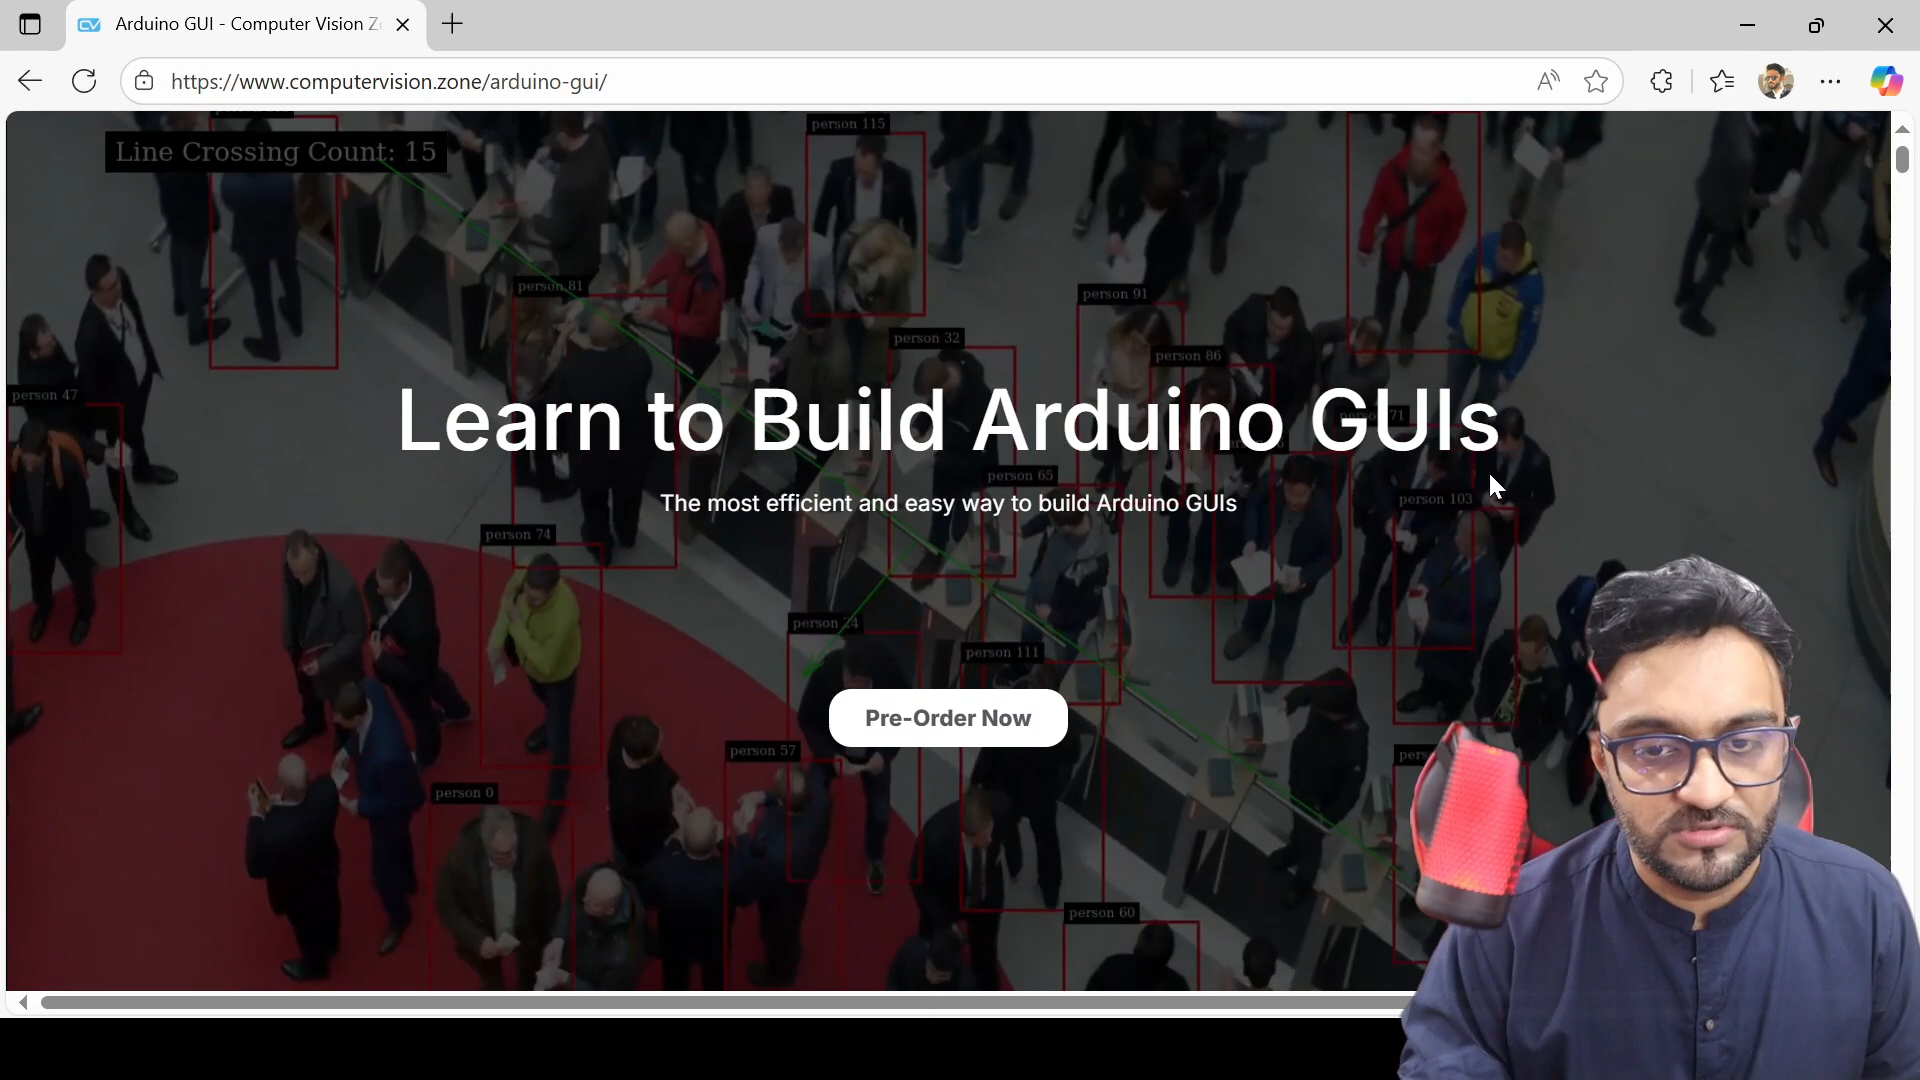 Arduino GUI - Computer Vision Z
https://www.computervision.zone/arduino-gui/
Line Crossing Count: 15
person 115
person 81
person 91
person 32
person 86
person 47
Learn to Build Arduino GUIs
person 65
The most efficient and easy way to build Arduino GUIs
person 103
person 74
person 24
person 111
Pre-Order Now
person 57
person 0
person 60